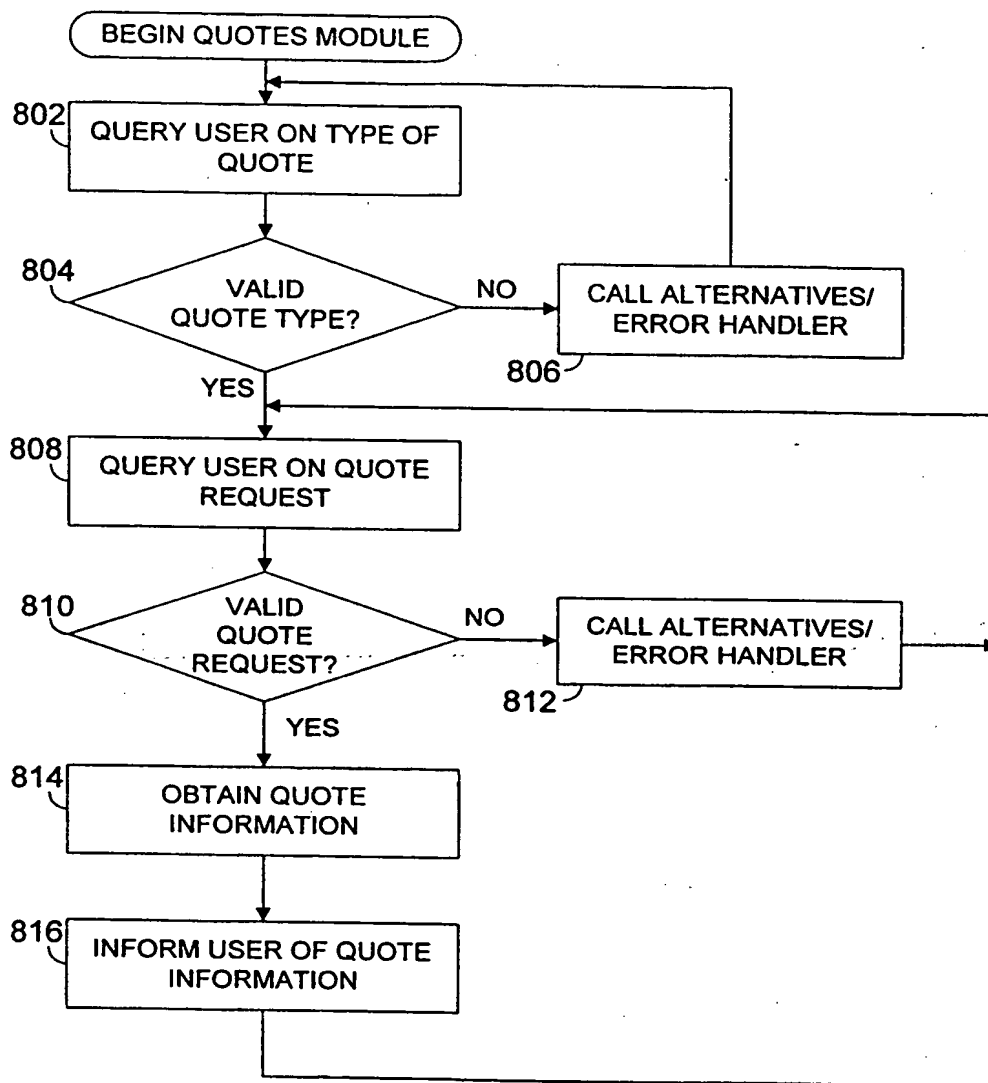 BEGIN QUOTES MODULE
802
QUERY USER ON TYPE OF
QUOTE
804
VALID
QUOTE TYPE?
NO
CALL ALTERNATIVES/
ERROR HANDLER
806
YES
808
QUERY USER ON QUOTE
REQUEST
810
VALID
QUOTE
REQUEST?
NO
CALL ALTERNATIVES/
ERROR HANDLER
812
YES
814
OBTAIN QUOTE
INFORMATION
816
INFORM USER OF QUOTE
INFORMATION